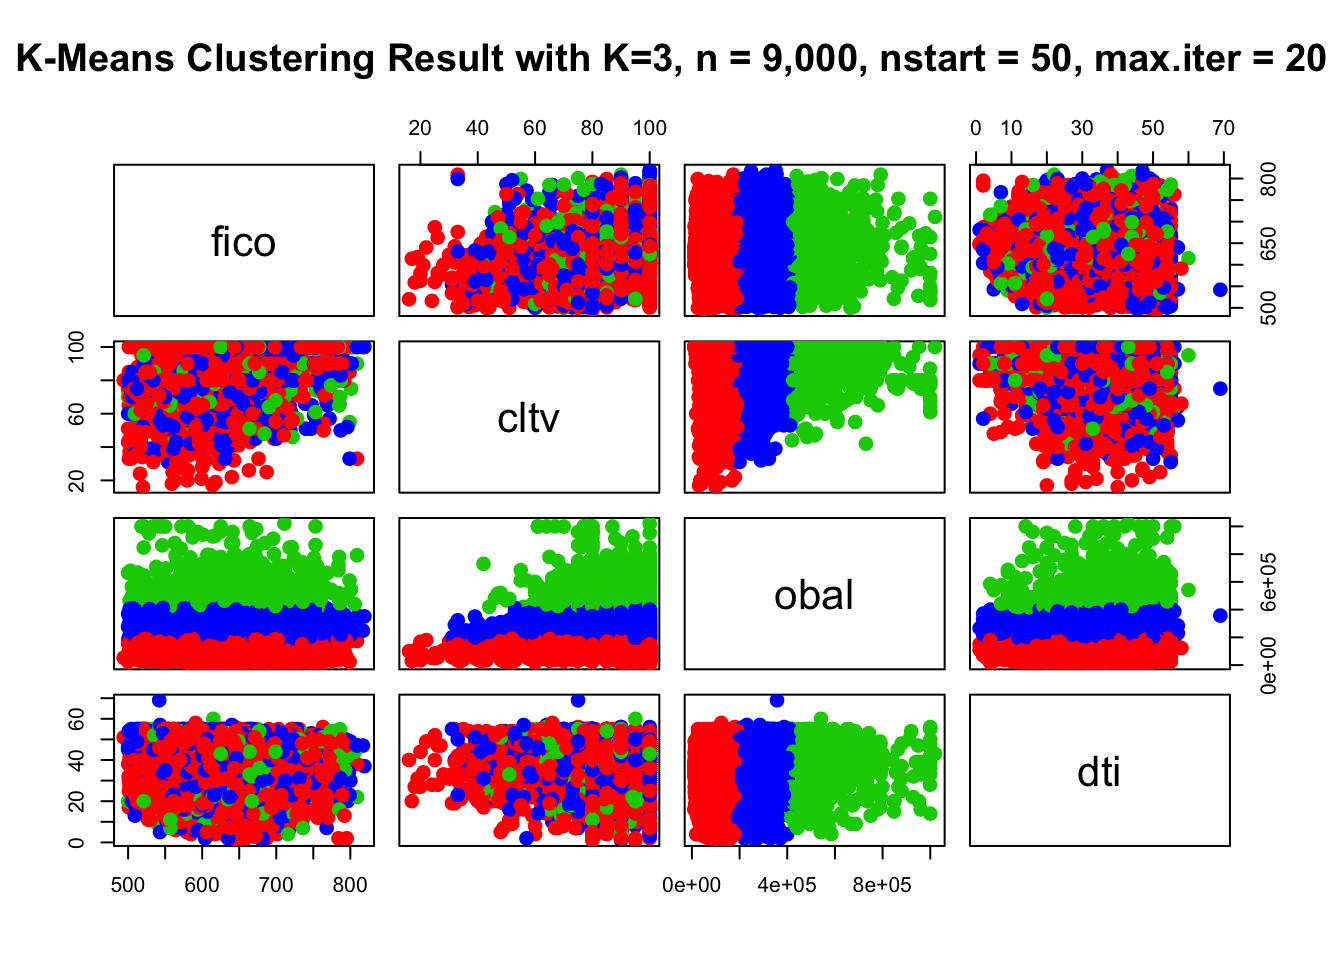 K-Means Clustering Result with K=3, n = 9,000, nstart = 50, max.iter = 20
20 40 60 80 100 0 10 30 50 70
fico
500 650 800
20 60 100
cltv
obal
0e+00 6e+05
0 20 40 60
dti
500 600 700 800 0e+00 4e+05 8e+05